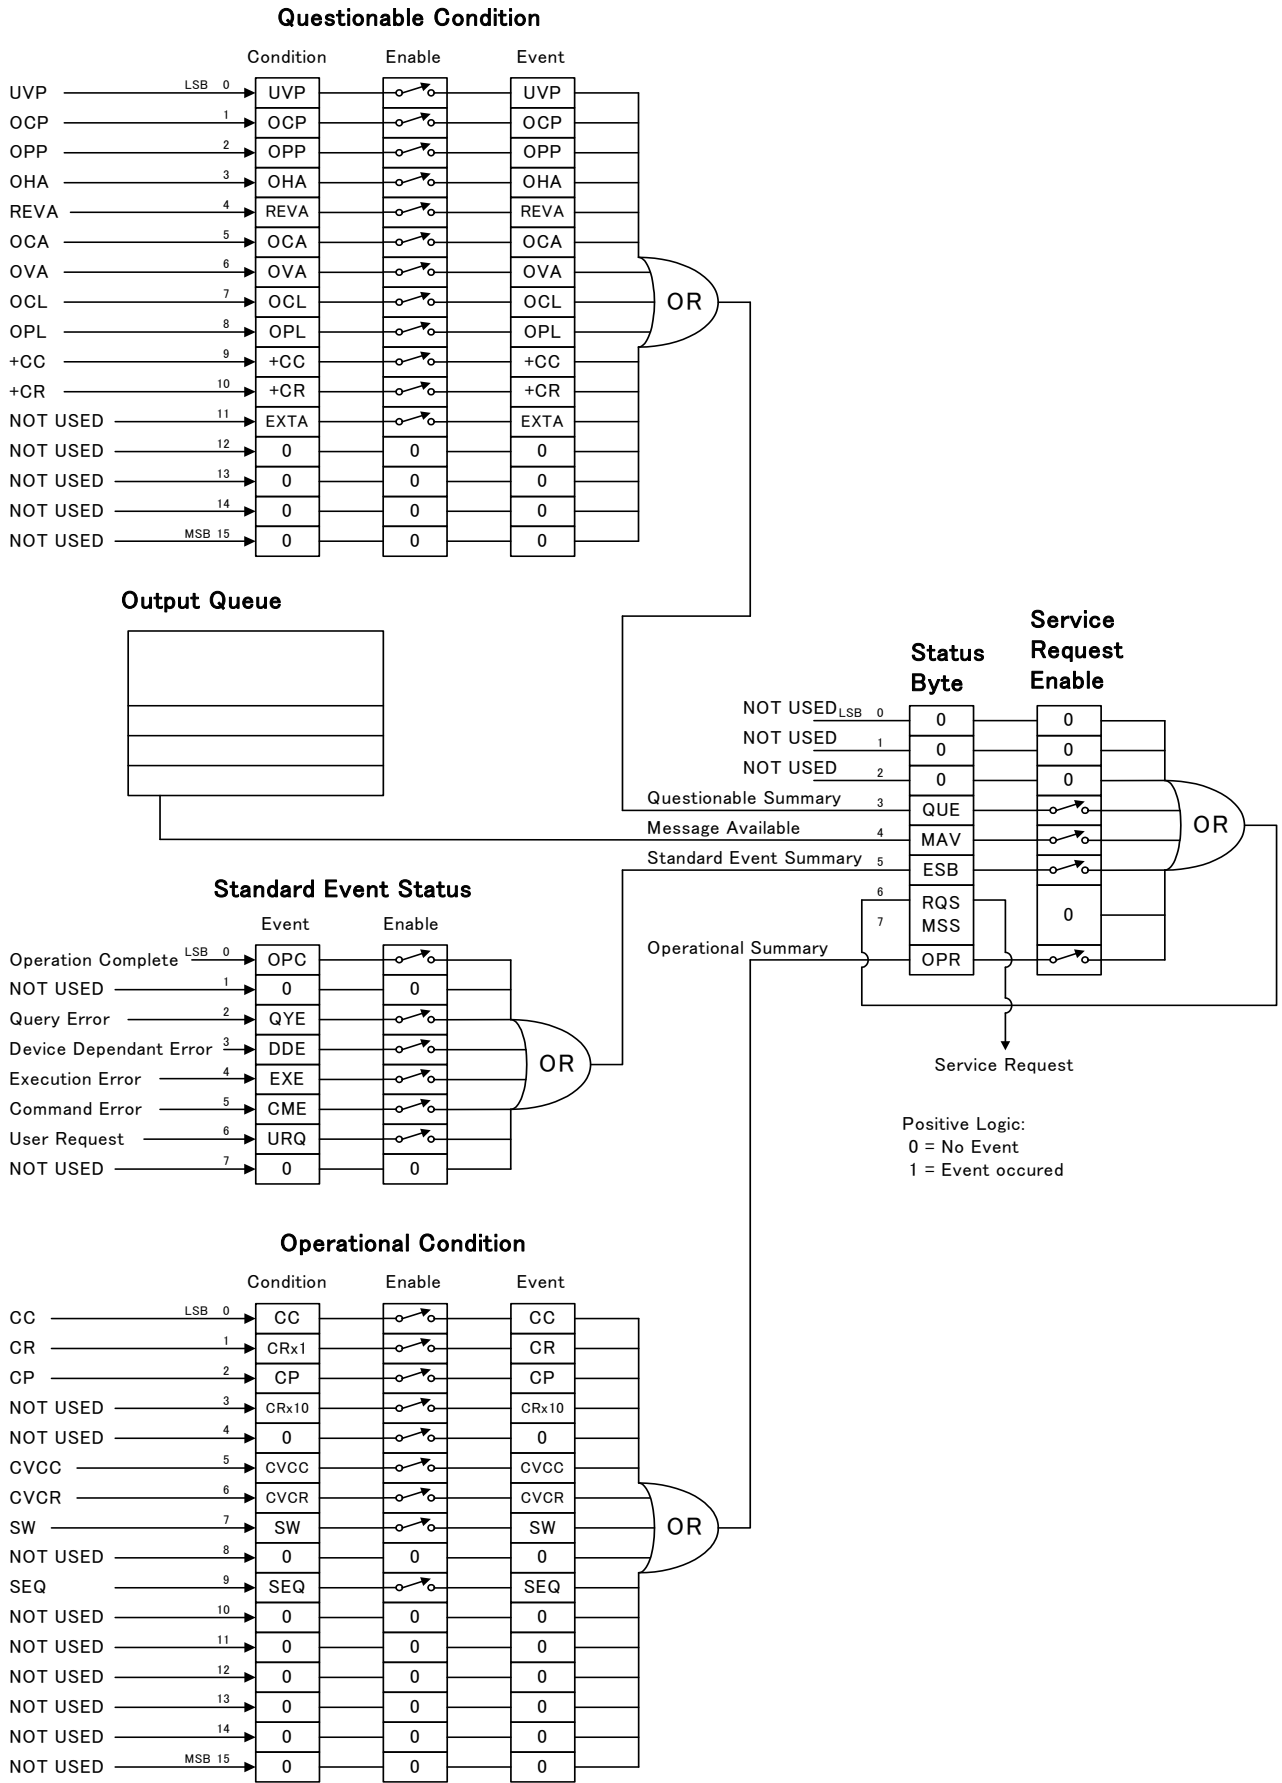 Questionable Condition
Condition Enable Event
UVP LSB 0 UVP UVP
OCP 1 OCP OCP
OPP 2 OPP OPP
OHA 3 OHA OHA
REVA 4 REVA REVA
OCA 5 OCA OCA
OVA 6 OVA OVA
OCL 7 OCL OCL
OR
OPL 8 OPL OPL
+CC 9 +CC +CC
+CR 10 +CR +CR
NOT USED 11 EXTA EXTA
NOT USED 12 0 0 0
NOT USED 13 0 0 0
NOT USED 14 0 0 0
NOT USED MSB 15 0 0 0
Output Queue
Status
Byte
Service
Request
Enable
NOT USED LSB 0 0 0
NOT USED 1 0 0
NOT USED 2 0 0
Questionable Summary 3 QUE
Message Available 4 MAV
OR
Standard Event Summary 5 ESB
6 RQS
7 MSS 0
Operational Summary OPR
Service Request
Positive Logic:
0 = No Event
1 = Event occured
Standard Event Status
Event Enable
Operation Complete LSB 0 OPC
NOT USED 1 0 0
Query Error 2 QYE
Device Dependant Error 3 DDE
OR
Execution Error 4 EXE
Command Error 5 CME
User Request 6 URQ
NOT USED 7 0 0
Operational Condition
Condition Enable Event
CC LSB 0 CC CC
CR 1 CRx1 CR
CP 2 CP CP
NOT USED 3 CRx10 CRx10
NOT USED 4 0 0
CVCC 5 CVCC CVCC
CVCR 6 CVCR CVCR
SW 7 SW SW
OR
NOT USED 8 0 0 0
SEQ 9 SEQ SEQ
NOT USED 10 0 0 0
NOT USED 11 0 0 0
NOT USED 12 0 0 0
NOT USED 13 0 0 0
NOT USED 14 0 0 0
NOT USED MSB 15 0 0 0